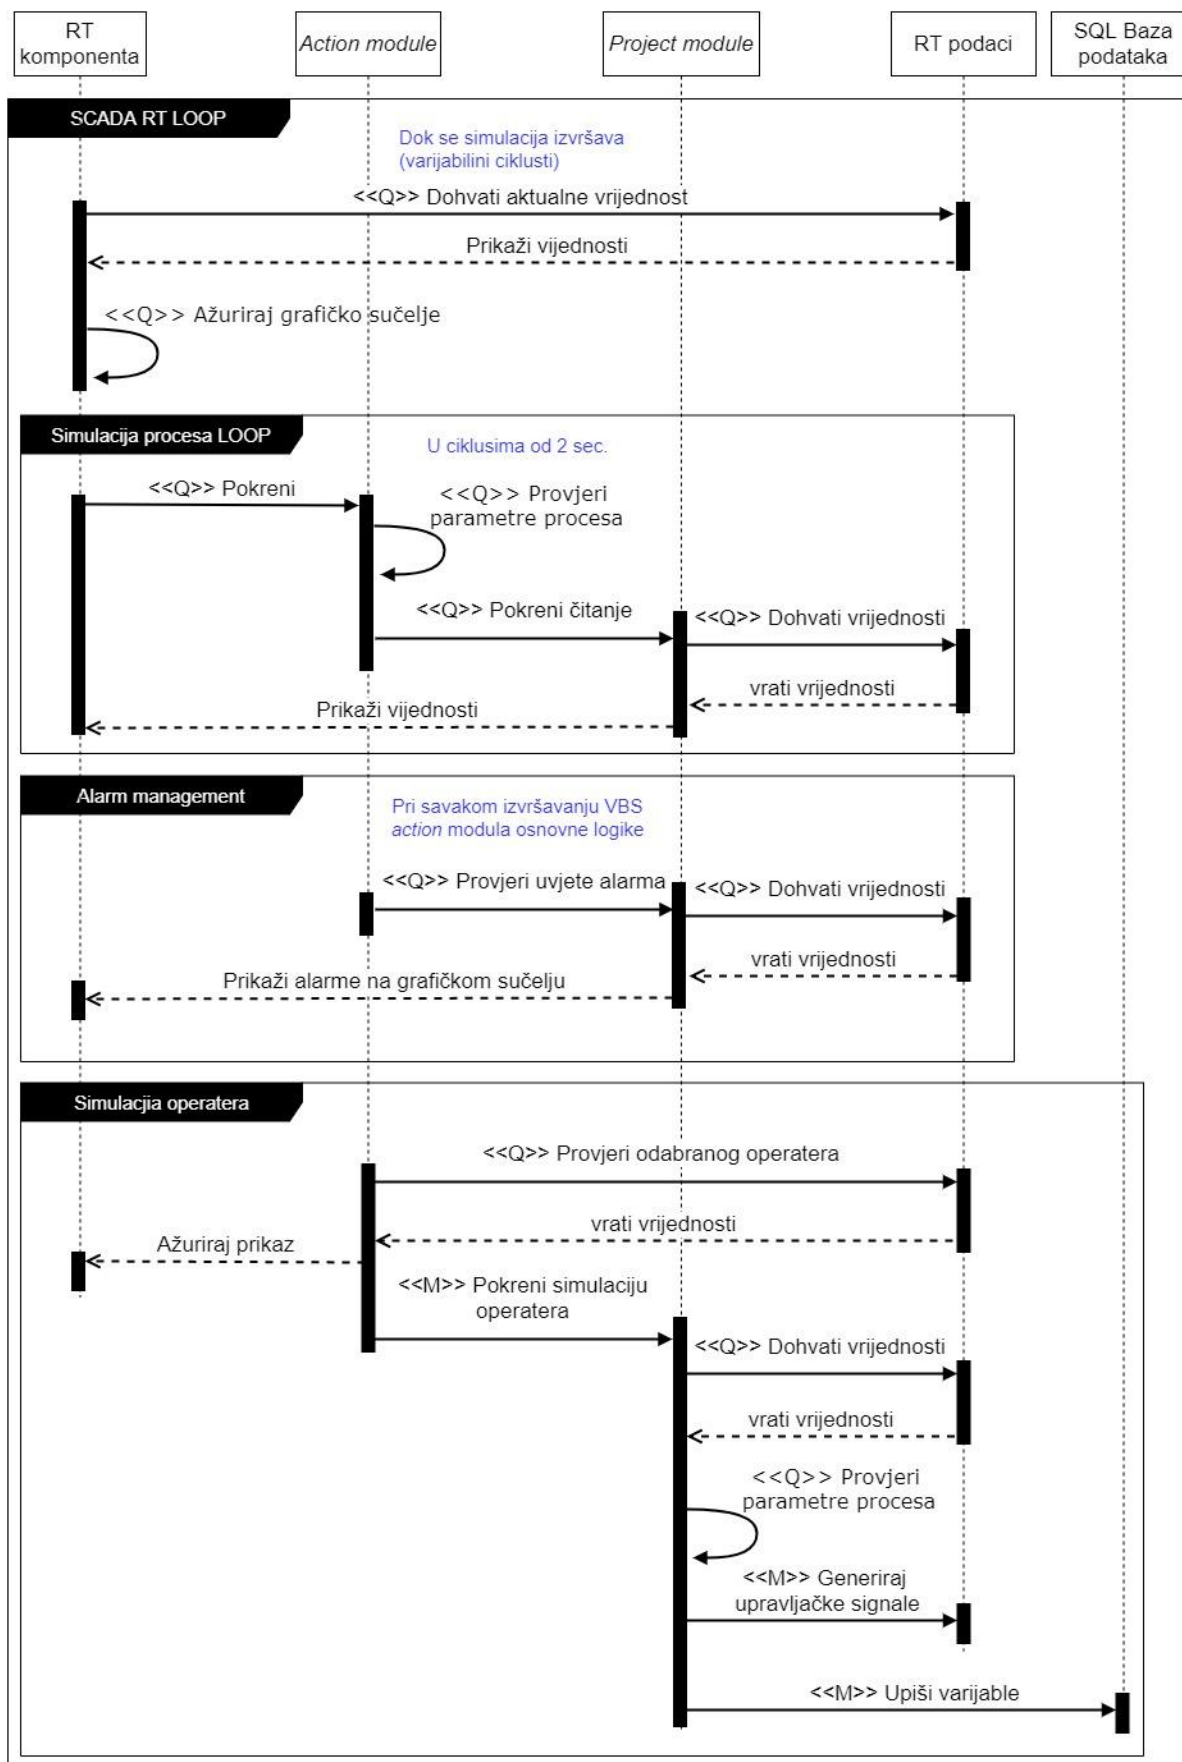 RT
komponenta
Action module
Project module
RT podaci
SQL Baza
podataka
SCADA RT LOOP
Dok se simulacija izvršava
(varijabilini ciklusti)
<<Q>> Dohvati aktualne vrijednost
Prikaži vijednosti
<<Q>> Ažuriraj grafičko sučelje
Simulacija procesa LOOP
U ciklusima od 2 sec.
<<Q>> Pokreni
<<Q>> Provjeri
parametre procesa
<<Q>> Pokreni čitanje
<<Q>> Dohvati vrijednosti
vrati vrijednosti
Prikaži vijednosti
Alarm management
Pri savakom izvršavanju VBS
action modula osnovne logike
<<Q>> Provjeri uvjete alarma
<<Q>> Dohvati vrijednosti
vrati vrijednosti
Prikaži alarme na grafičkom sučelju
Simulacjia operatera
<<Q>> Provjeri odabranog operatera
vrati vrijednosti
Ažuriraj prikaz
<<M>> Pokreni simulaciju
operatera
<<Q>> Dohvati vrijednosti
vrati vrijednosti
<<Q>> Provjeri
parametre procesa
<<M>> Generiraj
upravljačke signale
<<M>> Upiši varijable